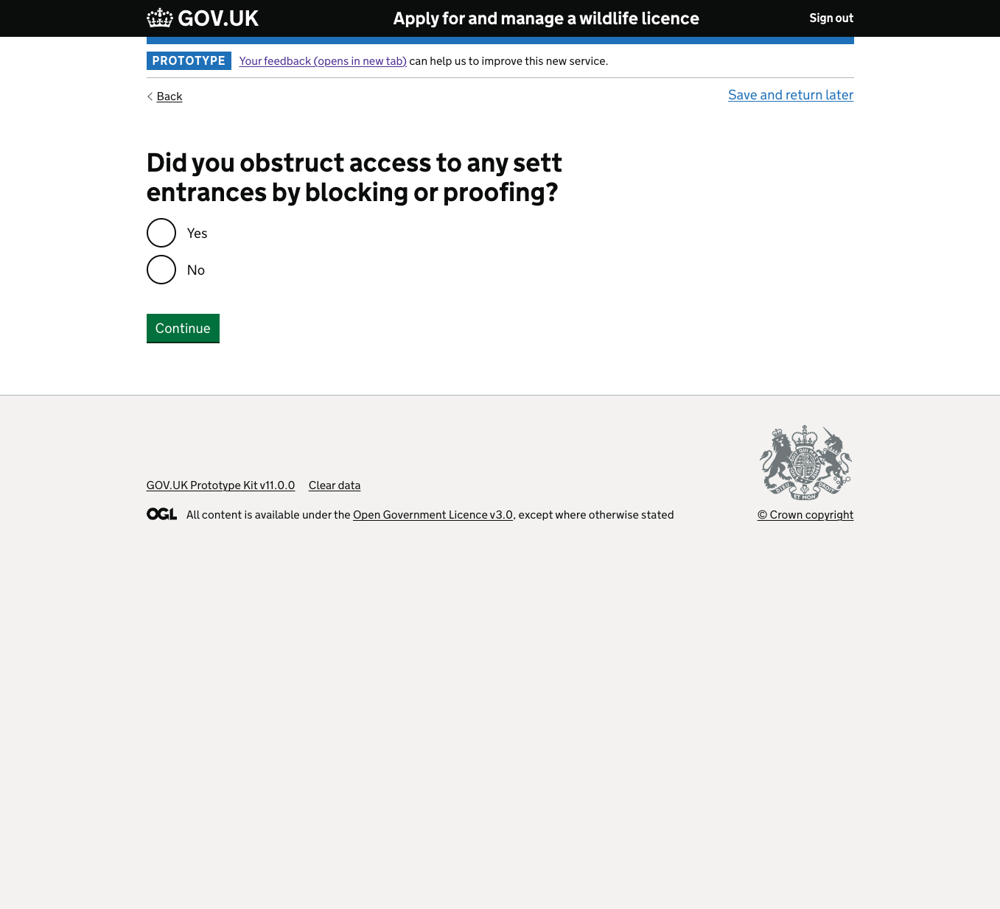 GOV.UK Apply for and manage a wildlife licence Sign out
PROTOTYPE Your feedback (opens in new tab) can help us to improve this new service.
Back Save and return later
Did you obstruct access to any sett
entrances by blocking or proofing?
Yes
No
Continue
GOV.UK Prototype Kit v11.0.0 Clear data
DIEU ET MON DROIT
OGL All content is available under the Open Government Licence v3.0, except where otherwise stated © Crown copyright